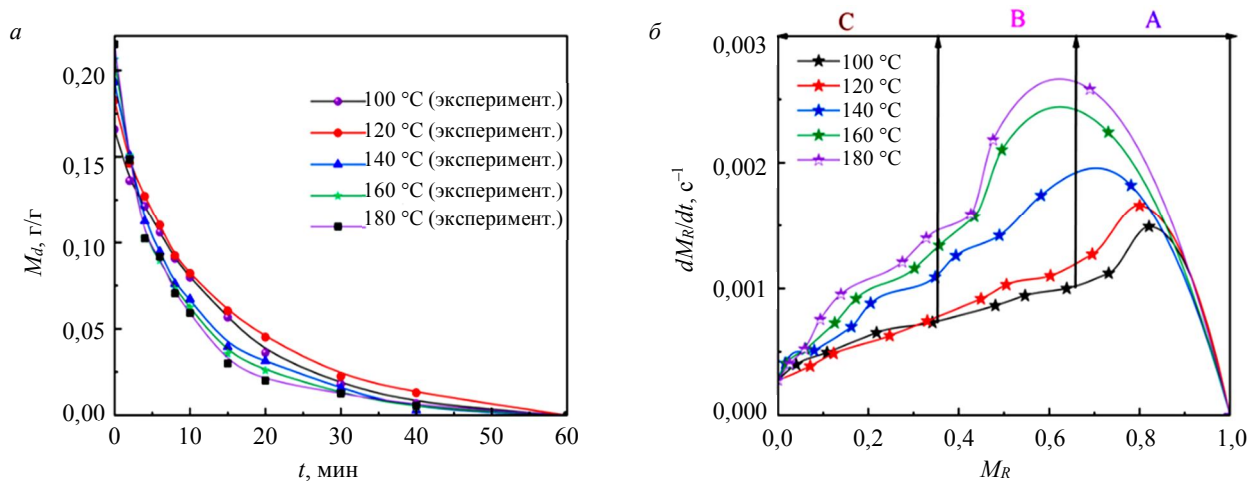 а
M_d, г/г
0,20
0,15
0,10
0,05
0,00
100 °C (эксперимент.)
120 °C (эксперимент.)
140 °C (эксперимент.)
160 °C (эксперимент.)
180 °C (эксперимент.)
0 10 20 30 40 50 60
t, мин
б
C B A
dM_R/dt, с⁻¹
0,003
0,002
0,001
0,000
100 °C
120 °C
140 °C
160 °C
180 °C
0,0 0,2 0,4 0,6 0,8 1,0
M_R